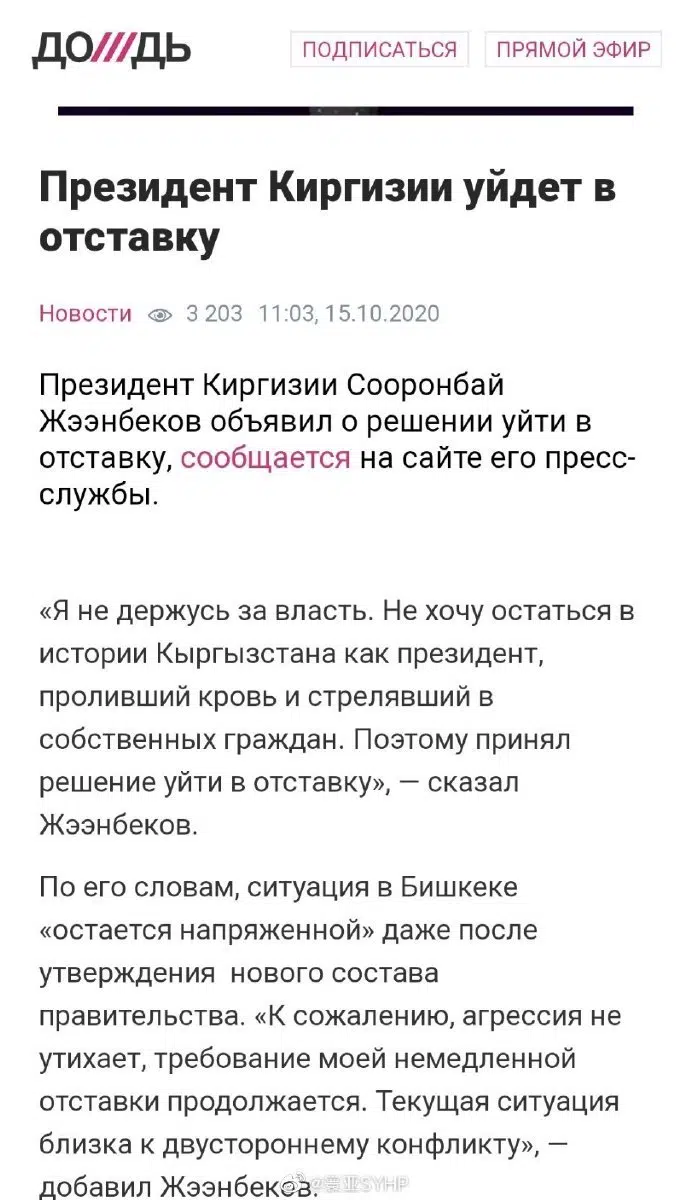 ДОЖДЬ
ПОДПИСАТЬСЯ
ПРЯМОЙ ЭФИР
Президент Киргизии уйдет в
отставку
Новости 3 203 11:03, 15.10.2020
Президент Киргизии Сооронбай
Жээнбеков объявил о решении уйти в
отставку, сообщается на сайте его пресс-
службы.
«Я не держусь за власть. Не хочу остаться в
истории Кыргызстана как президент,
проливший кровь и стрелявший в
собственных граждан. Поэтому принял
решение уйти в отставку», — сказал
Жээнбеков.
По его словам, ситуация в Бишкеке
«остается напряженной» даже после
утверждения нового состава
правительства. «К сожалению, агрессия не
утихает, требование моей немедленной
отставки продолжается. Текущая ситуация
близка к двустороннему конфликту», —
добавил Жээнбеков.